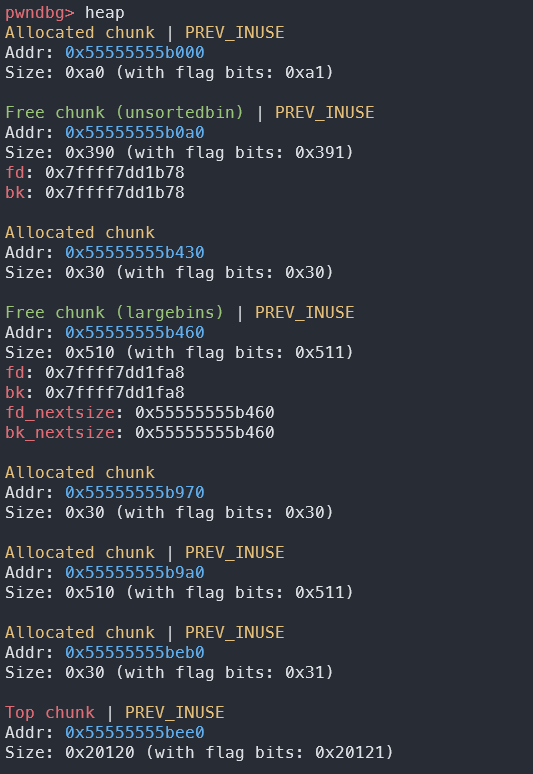 pwndbg> heap
Allocated chunk | PREV_INUSE
Addr: 0x55555555b000
Size: 0xa0 (with flag bits: 0xa1)
Free chunk (unsortedbin) | PREV_INUSE
Addr: 0x55555555b0a0
Size: 0x390 (with flag bits: 0x391)
fd: 0x7ffff7dd1b78
bk: 0x7ffff7dd1b78
Allocated chunk
Addr: 0x55555555b430
Size: 0x30 (with flag bits: 0x30)
Free chunk (largebins) | PREV_INUSE
Addr: 0x55555555b460
Size: 0x510 (with flag bits: 0x511)
fd: 0x7ffff7dd1fa8
bk: 0x7ffff7dd1fa8
fd_nextsize: 0x55555555b460
bk_nextsize: 0x55555555b460
Allocated chunk
Addr: 0x55555555b970
Size: 0x30 (with flag bits: 0x30)
Allocated chunk | PREV_INUSE
Addr: 0x55555555b9a0
Size: 0x510 (with flag bits: 0x511)
Allocated chunk | PREV_INUSE
Addr: 0x55555555beb0
Size: 0x30 (with flag bits: 0x31)
Top chunk | PREV_INUSE
Addr: 0x55555555bee0
Size: 0x20120 (with flag bits: 0x20121)